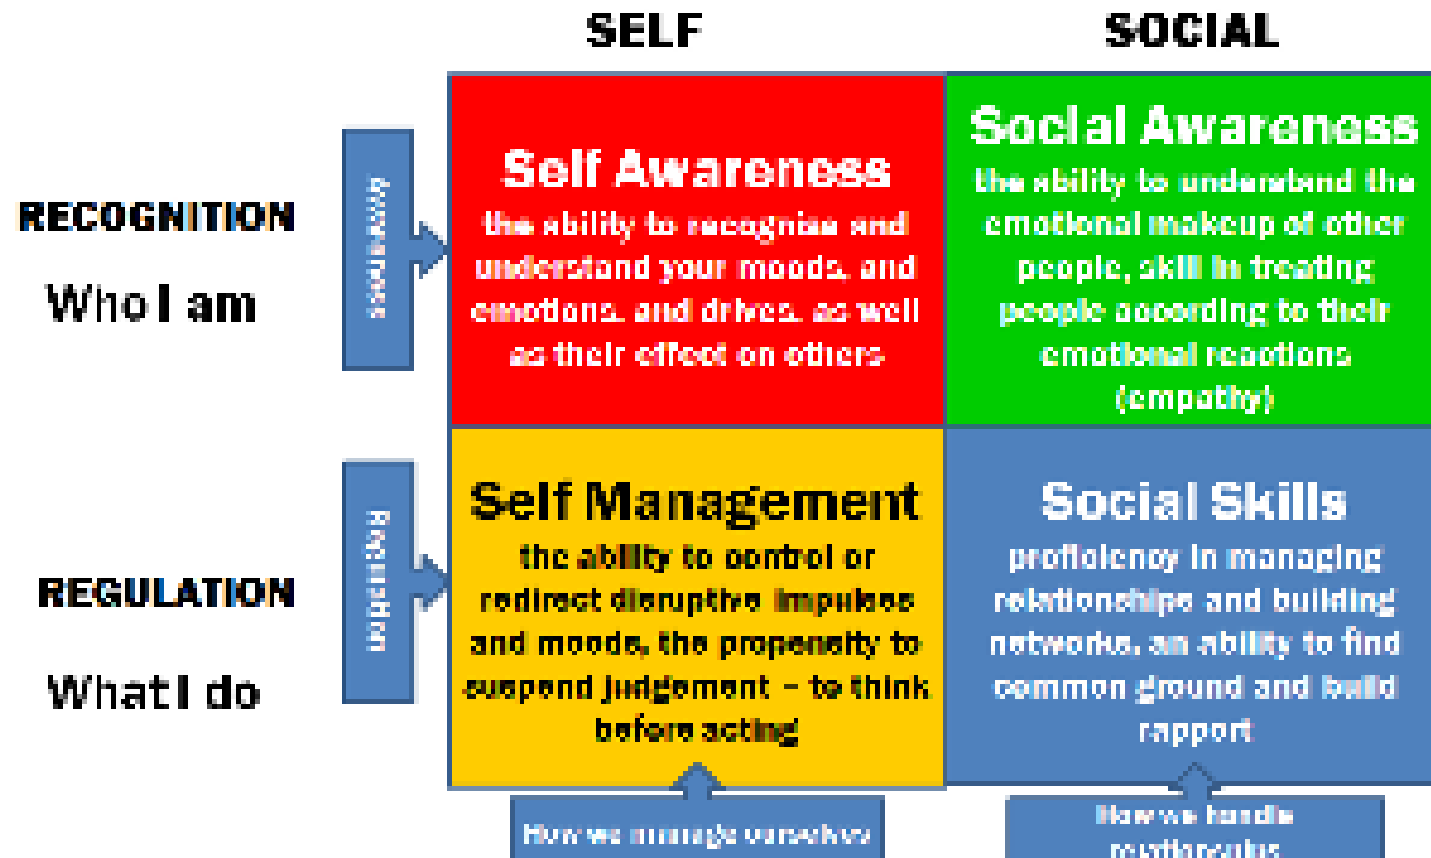 SELF
SOCIAL
RECOGNITION
Who I am
Awareness
Self Awareness
the ability to recognise and
understand your moods, and
emotions, and drives, as well
as their effect on others
Social Awareness
the ability to understand the
emotional makeup of other
people, skill in treating
people according to their
emotional reactions
(empathy)
REGULATION
What I do
Regulation
Self Management
the ability to control or
redirect disruptive impulses
and moods, the propensity to
suspend judgement – to think
before acting
Social Skills
proficiency in managing
relationships and building
networks, an ability to find
common ground and build
rapport
How we manage ourselves
How we handle
relationships